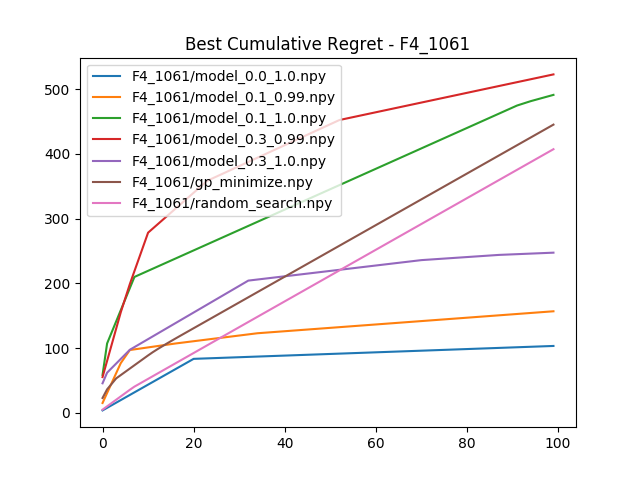 Best Cumulative Regret - F4_1061
500
400
300
200
100
0
F4_1061/model_0.0_1.0.npy
F4_1061/model_0.1_0.99.npy
F4_1061/model_0.1_1.0.npy
F4_1061/model_0.3_0.99.npy
F4_1061/model_0.3_1.0.npy
F4_1061/gp_minimize.npy
F4_1061/random_search.npy
0 20 40 60 80 100